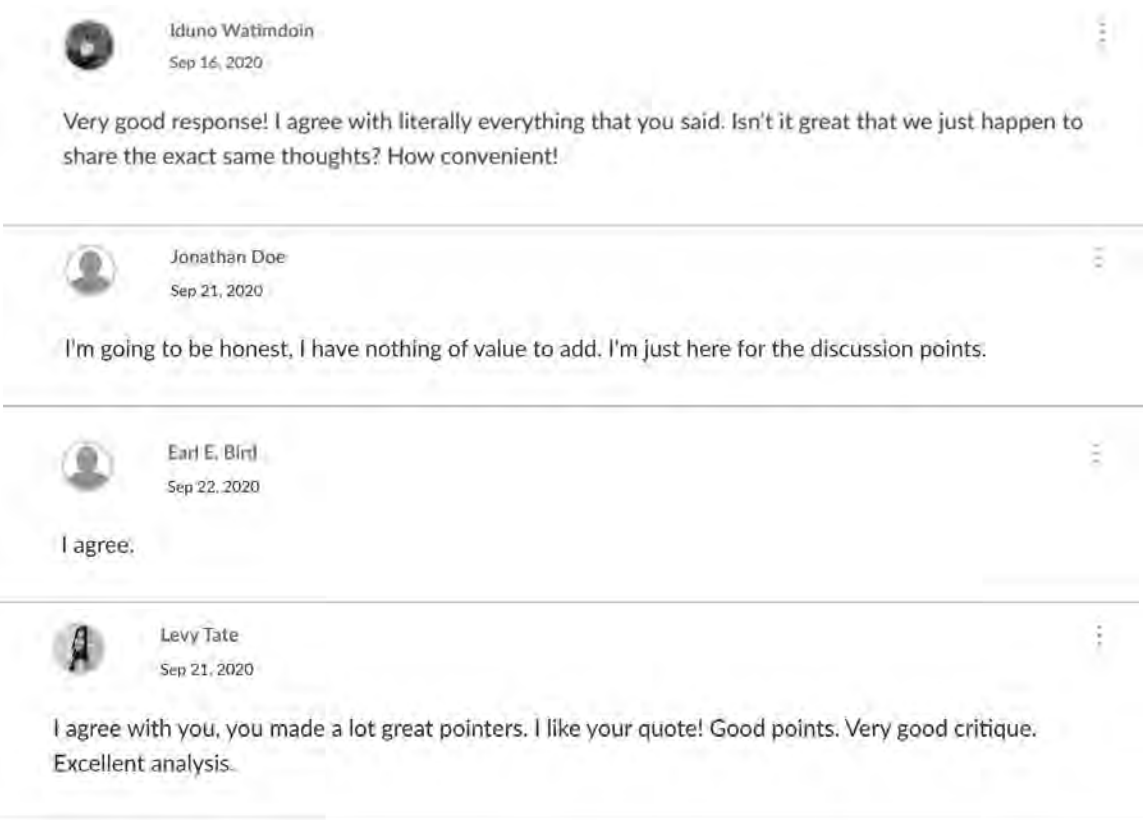 Iduno Watimdoin
Sep 16, 2020
Very good response! I agree with literally everything that you said. Isn't it great that we just happen to
share the exact same thoughts? How convenient!
Jonathan Doe
Sep 21, 2020
I'm going to be honest, I have nothing of value to add. I'm just here for the discussion points.
Earl E. Bird
Sep 22, 2020
I agree.
Levy Tate
Sep 21, 2020
I agree with you, you made a lot great pointers. I like your quote! Good points. Very good critique.
Excellent analysis.